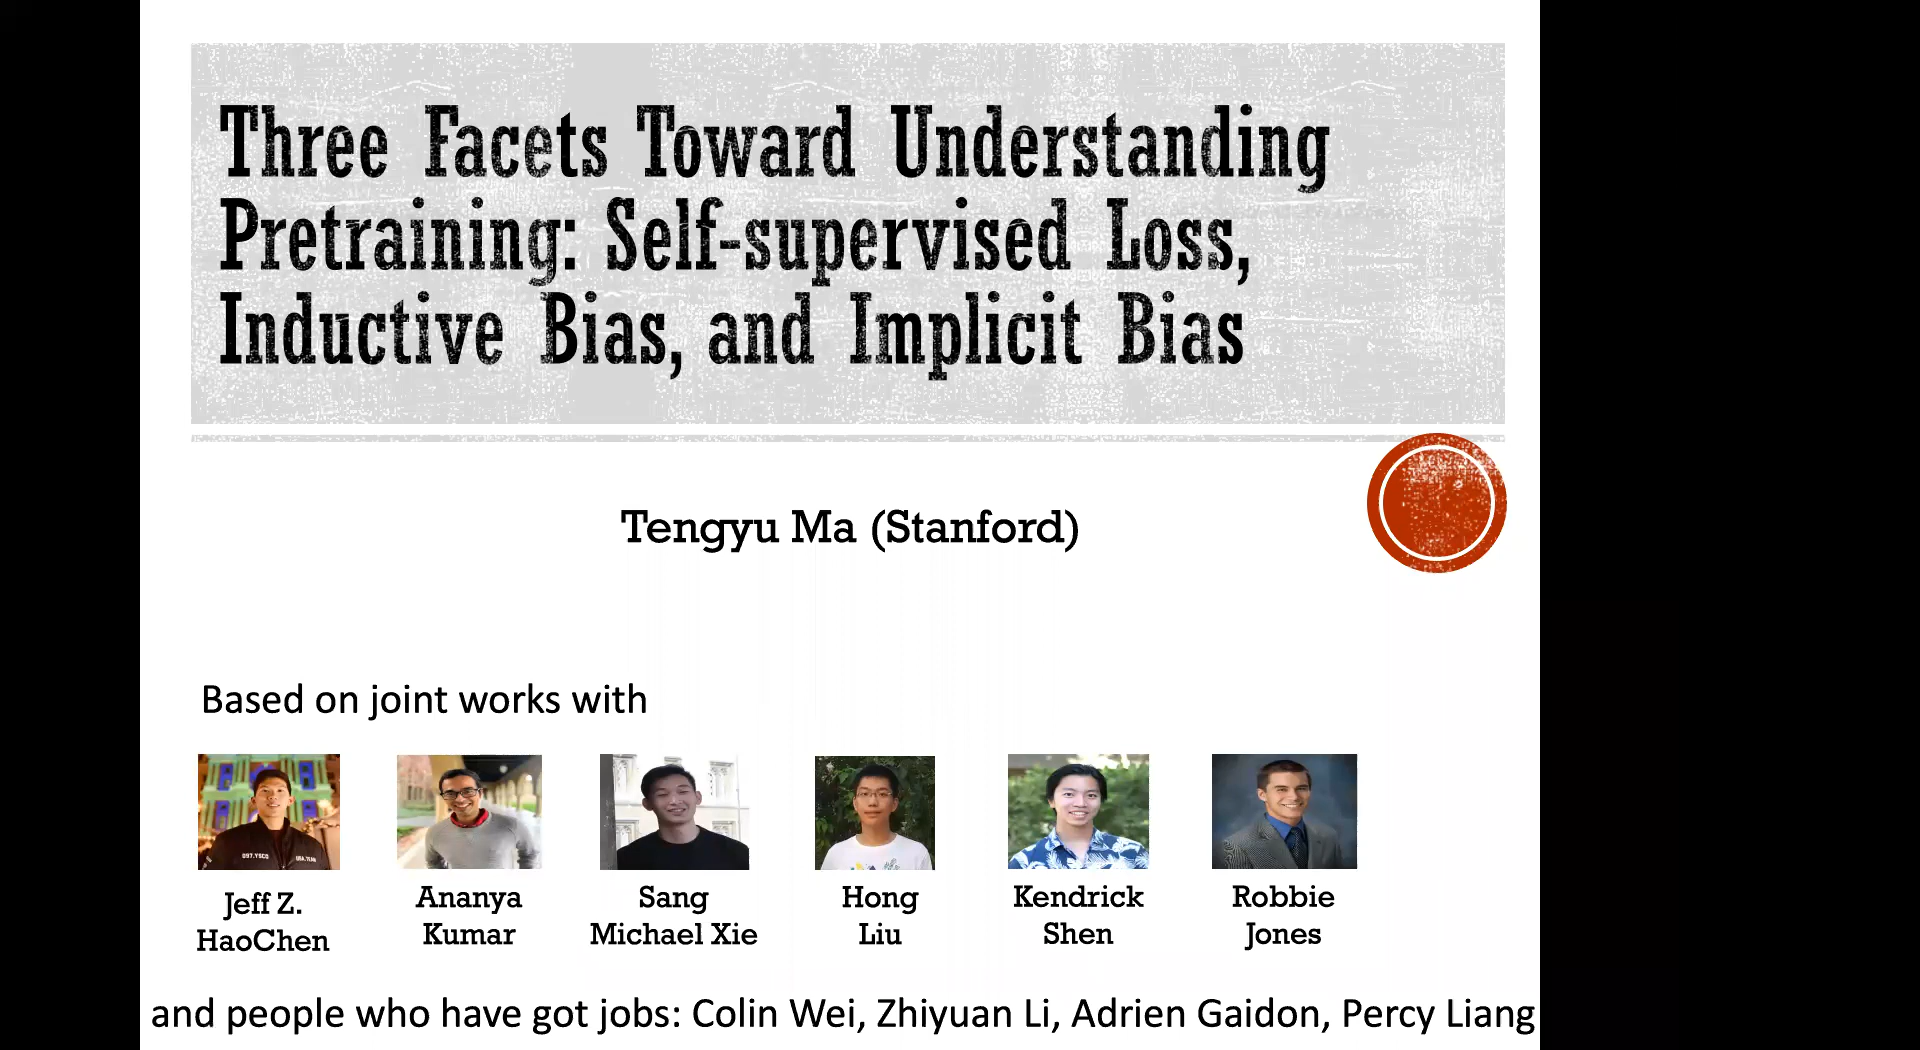 Three Facets Toward Understanding
Pretraining: Self-supervised Loss,
Inductive Bias, and Implicit Bias
Tengyu Ma (Stanford)
Based on joint works with
Jeff Z.
HaoChen
Ananya
Kumar
Sang
Michael Xie
Hong
Liu
Kendrick
Shen
Robbie
Jones
and people who have got jobs: Colin Wei, Zhiyuan Li, Adrien Gaidon, Percy Liang